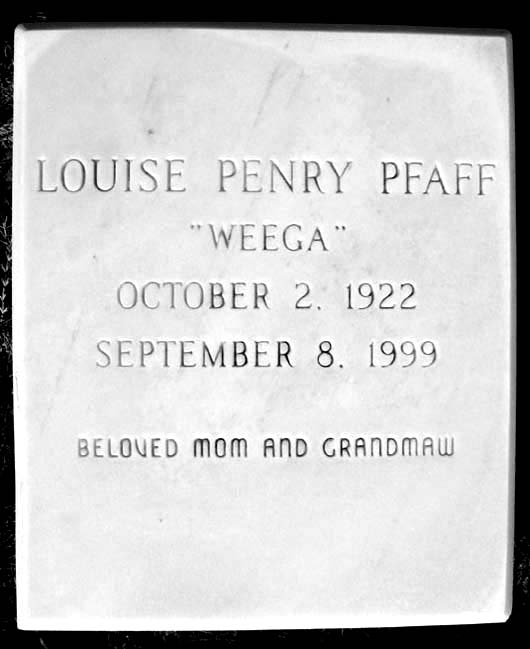 LOUISE PENRY PFAFF
"WEEGA"
OCTOBER 2, 1922
SEPTEMBER 8, 1999
BELOVED MOM AND GRANDMAW